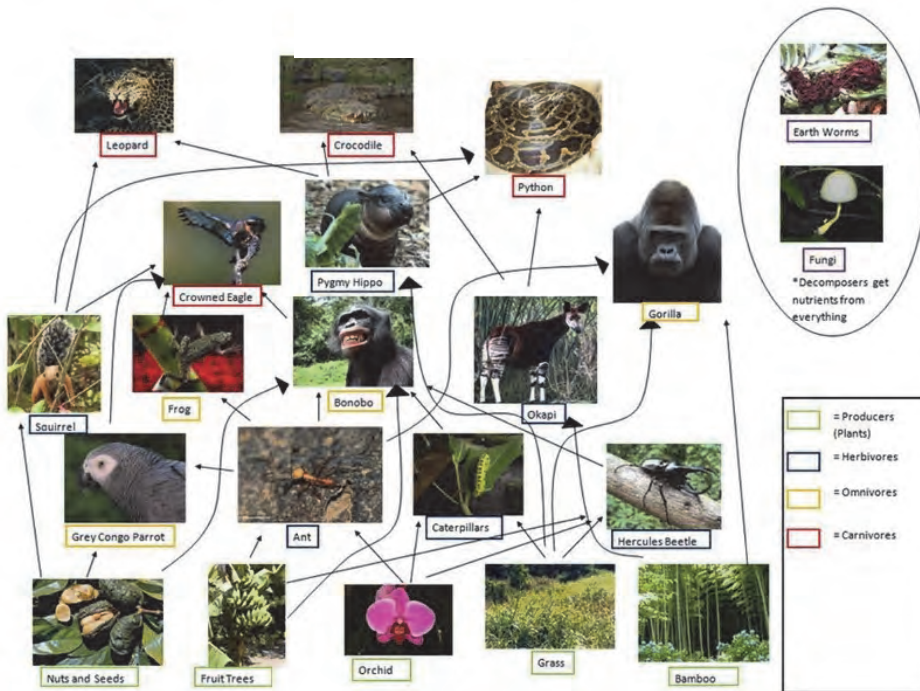 Leopard
Crocodile
Python
Earth Worms
Crowned Eagle
Pygmy Hippo
Gorilla
Fungi
*Decomposers get
nutrients from
everything
Squirrel
Frog
Bonobo
Okapi
Grey Congo Parrot
Ant
Caterpillars
Hercules Beetle
= Producers
(Plants)
= Herbivores
= Omnivores
= Carnivores
Nuts and Seeds
Fruit Trees
Orchid
Grass
Bamboo